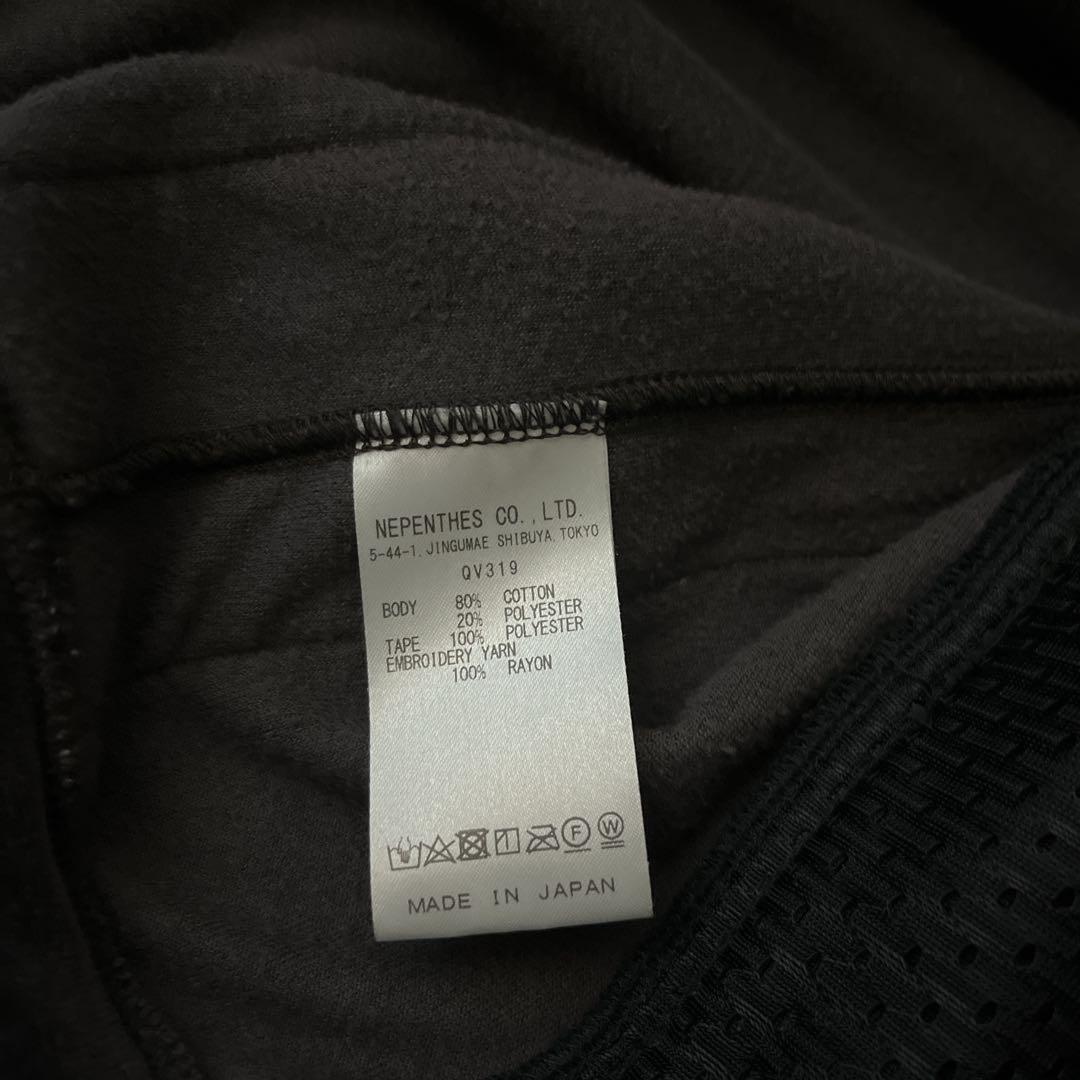 NEPENTHES CO., LTD.
5-44-1, JINGUMAE SHIBUYA, TOKYO
QV319
BODY 80% COTTON
20% POLYESTER
TAPE 100% POLYESTER
EMBROIDERY YARN
100% RAYON
F W
MADE IN JAPAN